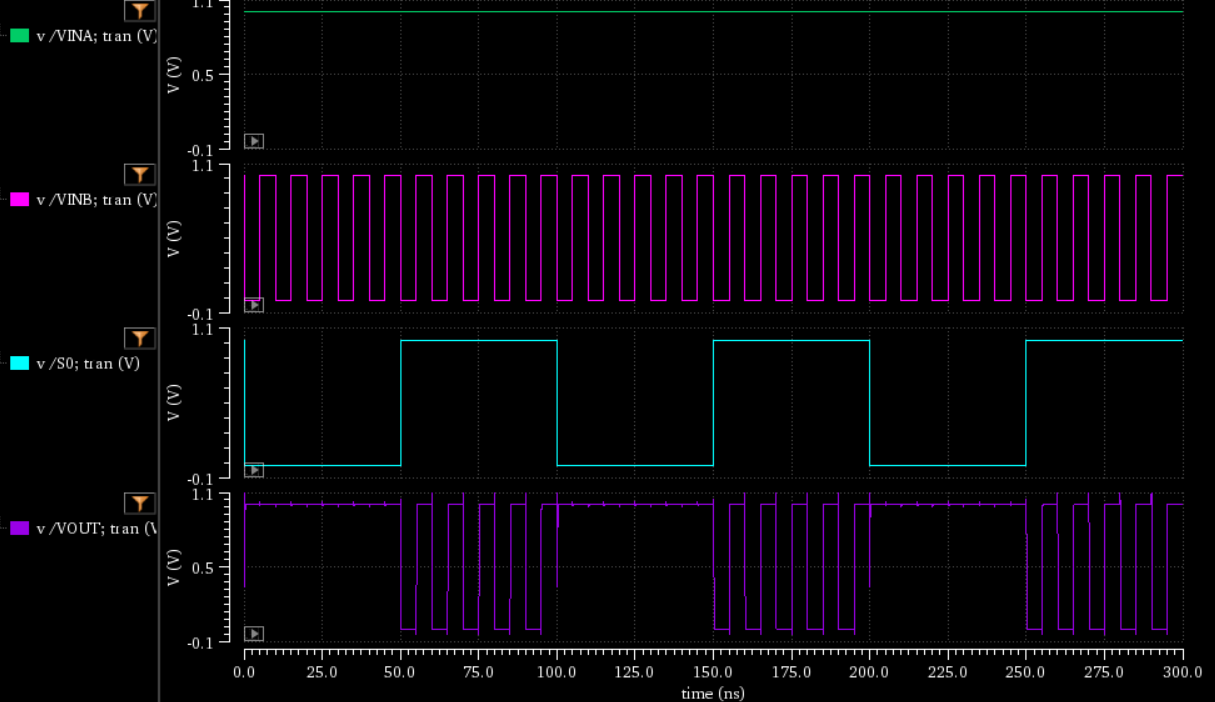 1.1
v /VINA; tran (V)
V (V)
0.5
-0.1
1.1
v /VINB; tran (V)
V (V)
-0.1
1.1
v /S0; tran (V)
V (V)
-0.1
1.1
v /VOUT; tran (V
V (V)
0.5
-0.1
0.0 25.0 50.0 75.0 100.0 125.0 150.0 175.0 200.0 225.0 250.0 275.0 300.0
time (ns)